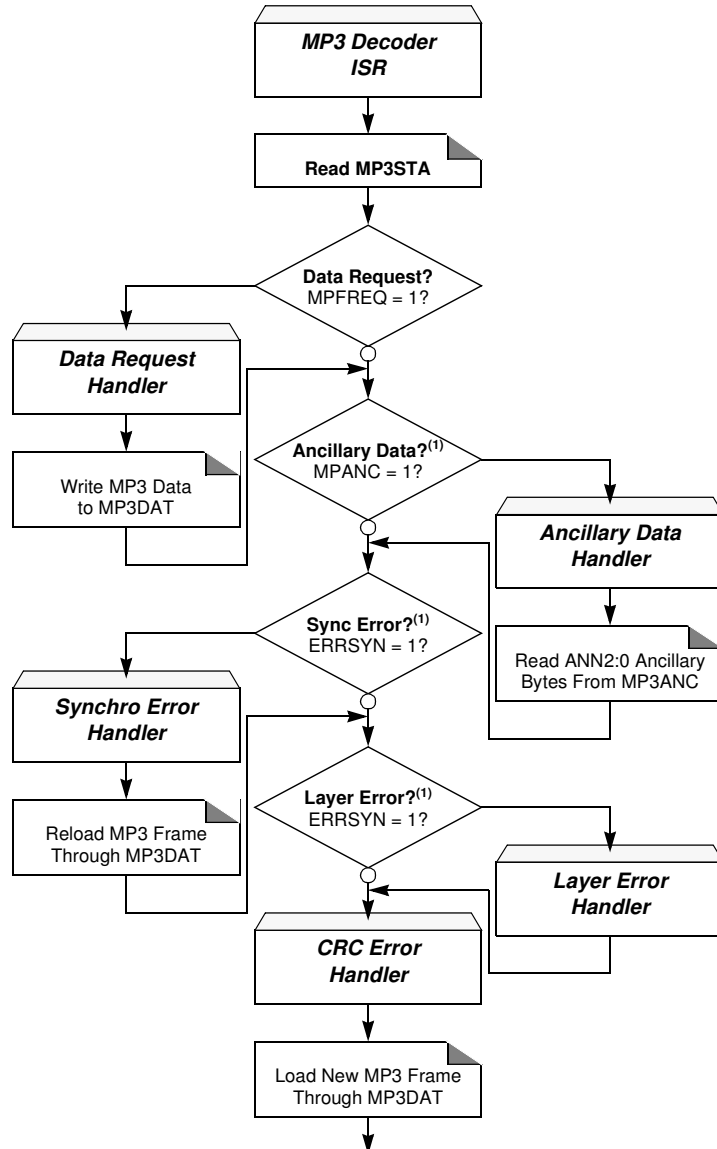 MP3 Decoder
ISR
Read MP3STA
Data Request?
MPFREQ = 1?
Data Request
Handler
Write MP3 Data
to MP3DAT
Ancillary Data?(1)
MPANC = 1?
Ancillary Data
Handler
Read ANN2:0 Ancillary
Bytes From MP3ANC
Sync Error?(1)
ERRSYN = 1?
Synchro Error
Handler
Reload MP3 Frame
Through MP3DAT
Layer Error?(1)
ERRSYN = 1?
Layer Error
Handler
CRC Error
Handler
Load New MP3 Frame
Through MP3DAT